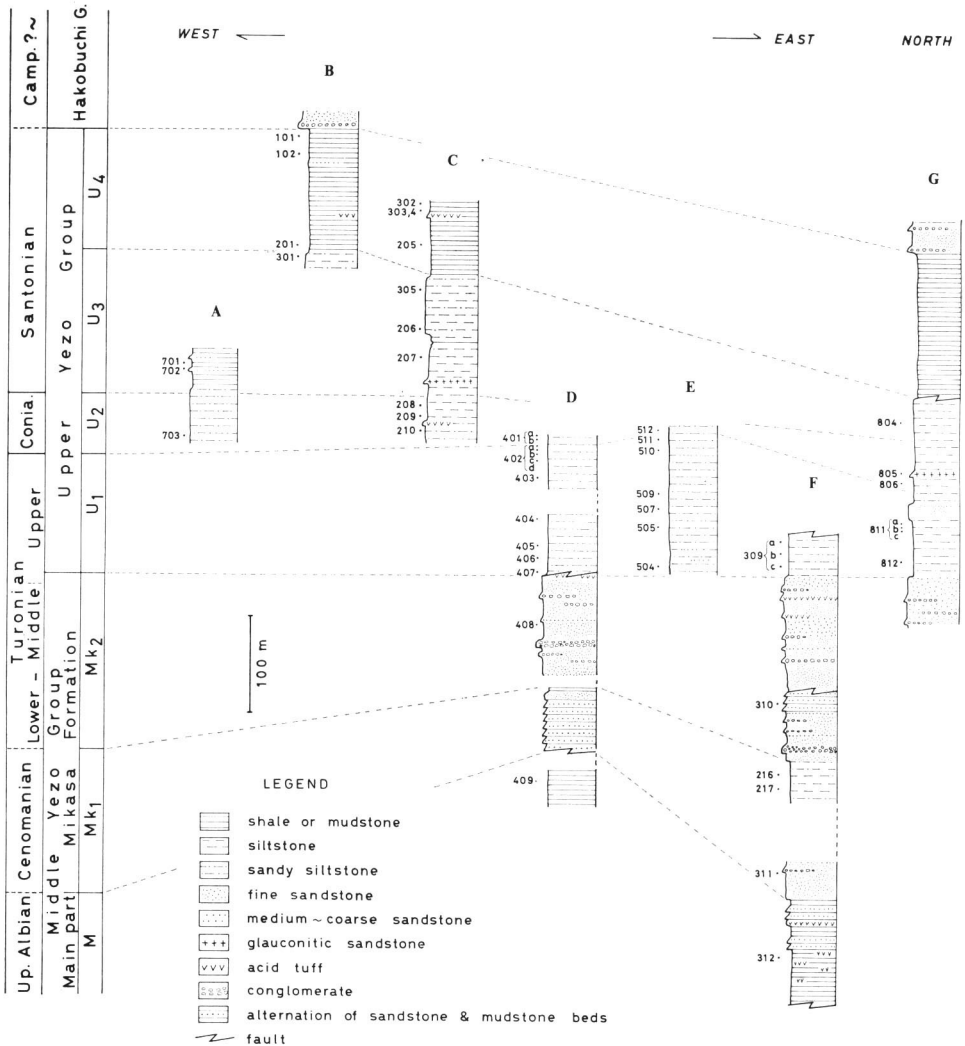 WEST
EAST
NORTH
Camp.?~
Santonian
Conia.
Upper
Turonian
Lower – Middle
Cenomanian
Up. Albian
Hakobuchi G.
Upper Yezo Group
Middle Yezo Group
Mikasa Formation
Main part
U4
U3
U2
U1
Mk2
Mk1
M
A
701
702
703
B
101
102
201
301
C
302
303,4
205
305
206
207
208
209
210
D
401 { a b
402 { a b c d
403
404
405
406
407
408
409
E
512
511
510
509
507
505
504
F
309 { a b c
310
216
217
311
312
G
804
805
806
811 { a b c
812
100 m
LEGEND
shale or mudstone
siltstone
sandy siltstone
fine sandstone
medium ~ coarse sandstone
+++ glauconitic sandstone
vvv acid tuff
conglomerate
alternation of sandstone & mudstone beds
fault